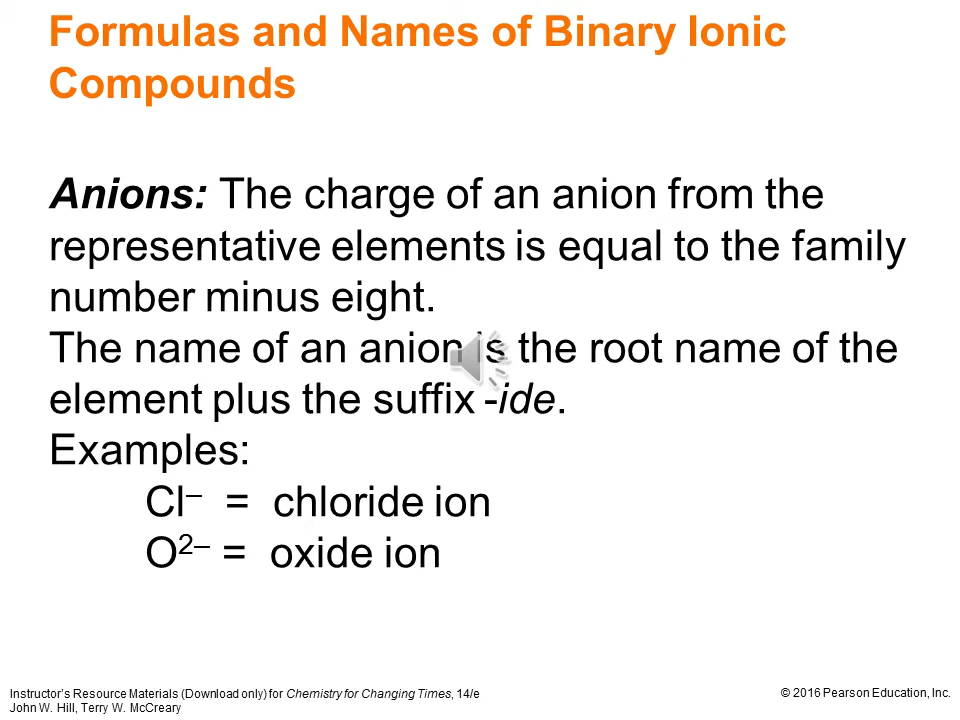 Formulas and Names of Binary Ionic
Compounds
Anions: The charge of an anion from the
representative elements is equal to the family
number minus eight.
The name of an anion is the root name of the
element plus the suffix -ide.
Examples:
Cl⁻ = chloride ion
O²⁻ = oxide ion
Instructor's Resource Materials (Download only) for Chemistry for Changing Times, 14/e
John W. Hill, Terry W. McCreary
© 2016 Pearson Education, Inc.